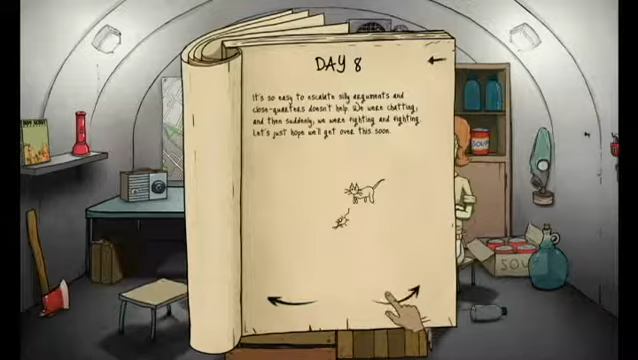 DAY 8
It's so easy to escalate silly arguments and
close-quarters doesn't help. We were chatting,
and then suddenly, we were fighting and fighting.
Let's just hope we'll get over this soon.
SOUP
SOUP